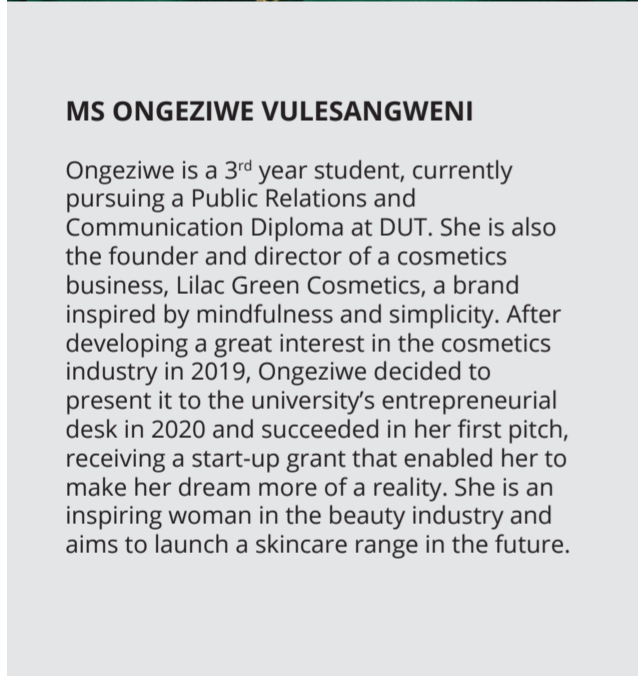 MS ONGEZIWE VULESANGWENI
Ongeziwe is a 3rd year student, currently
pursuing a Public Relations and
Communication Diploma at DUT. She is also
the founder and director of a cosmetics
business, Lilac Green Cosmetics, a brand
inspired by mindfulness and simplicity. After
developing a great interest in the cosmetics
industry in 2019, Ongeziwe decided to
present it to the university’s entrepreneurial
desk in 2020 and succeeded in her first pitch,
receiving a start-up grant that enabled her to
make her dream more of a reality. She is an
inspiring woman in the beauty industry and
aims to launch a skincare range in the future.